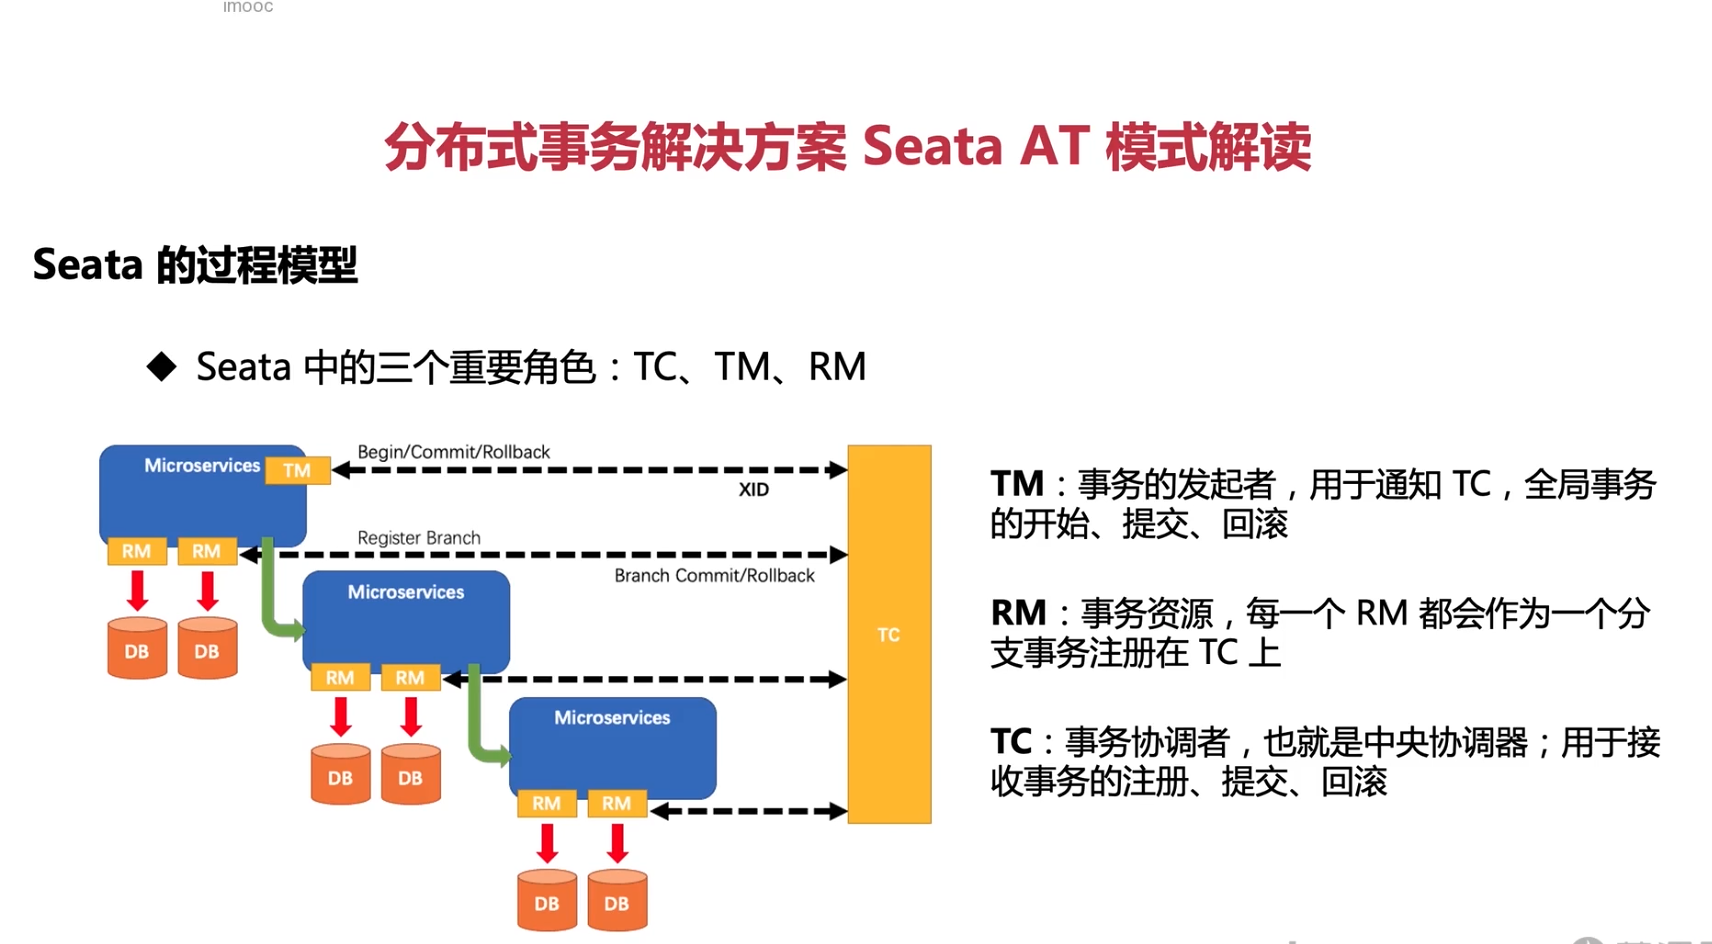 imooc
分布式事务解决方案 Seata AT 模式解读
Seata 的过程模型
◆ Seata 中的三个重要角色：TC、TM、RM
Microservices
TM
Begin/Commit/Rollback
XID
RM
RM
Register Branch
Branch Commit/Rollback
DB
DB
Microservices
RM
RM
DB
DB
Microservices
RM
RM
DB
DB
TC
TM：事务的发起者，用于通知 TC，全局事务
的开始、提交、回滚
RM：事务资源，每一个 RM 都会作为一个分
支事务注册在 TC 上
TC：事务协调者，也就是中央协调器；用于接
收事务的注册、提交、回滚